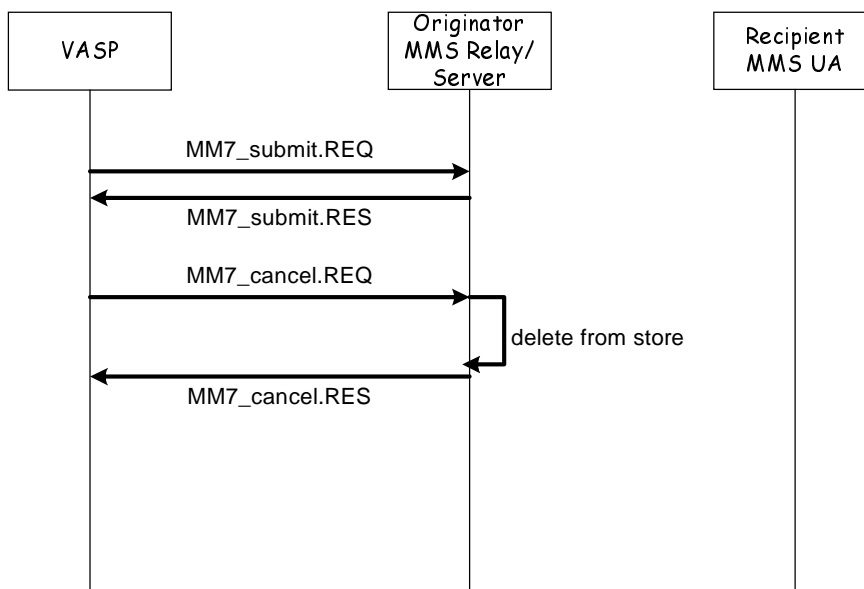 VASP
Originator
MMS Relay/
Server
Recipient
MMS UA
MM7_submit.REQ
MM7_submit.RES
MM7_cancel.REQ
delete from store
MM7_cancel.RES